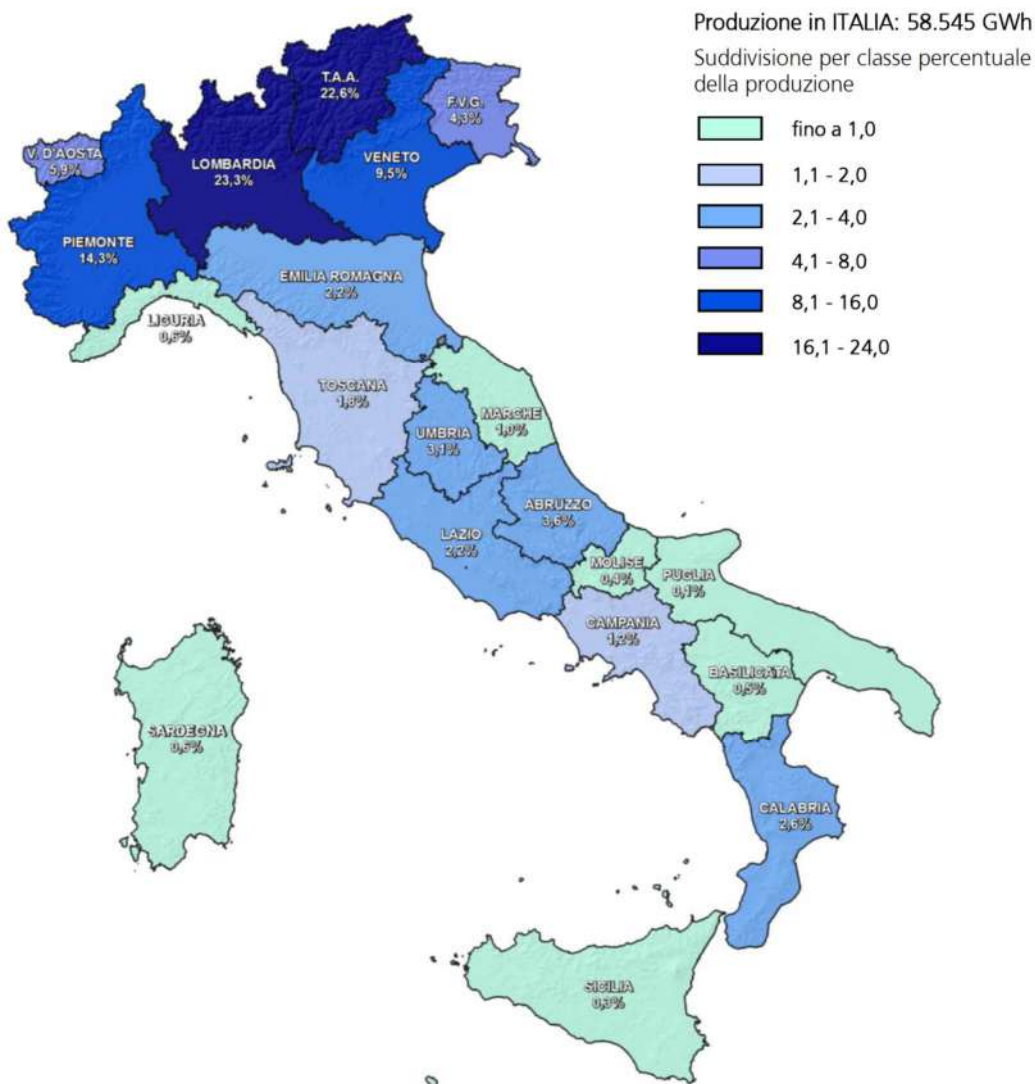 Produzione in ITALIA: 58.545 GWh
Suddivisione per classe percentuale
della produzione
fino a 1,0
1,1 - 2,0
2,1 - 4,0
4,1 - 8,0
8,1 - 16,0
16,1 - 24,0
T.A.A.
22,6%
F.V.G.
4,3%
V. D'AOSTA
5,9%
LOMBARDIA
23,3%
VENETO
9,5%
PIEMONTE
14,3%
EMILIA ROMAGNA
2,2%
LIGURIA
0,6%
TOSCANA
1,8%
MARCHE
1,0%
UMBRIA
3,1%
ABRUZZO
3,6%
LAZIO
2,2%
MOLISE
0,4%
PUGLIA
0,1%
CAMPANIA
1,2%
BASILICATA
0,5%
SARDEGNA
0,6%
CALABRIA
2,6%
SICILIA
0,3%